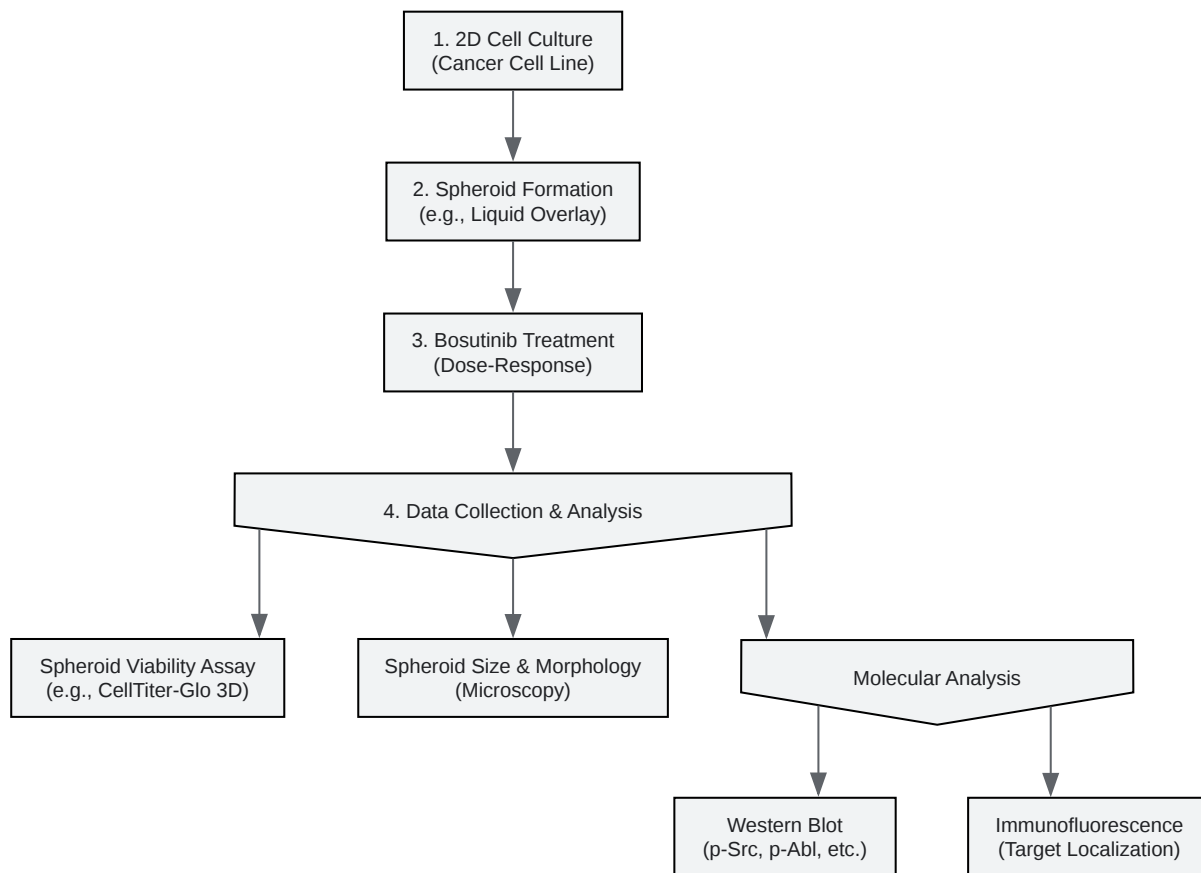 1. 2D Cell Culture
(Cancer Cell Line)
2. Spheroid Formation
(e.g., Liquid Overlay)
3. Bosutinib Treatment
(Dose-Response)
4. Data Collection & Analysis
Spheroid Viability Assay
(e.g., CellTiter-Glo 3D)
Spheroid Size & Morphology
(Microscopy)
Molecular Analysis
Western Blot
(p-Src, p-Abl, etc.)
Immunofluorescence
(Target Localization)